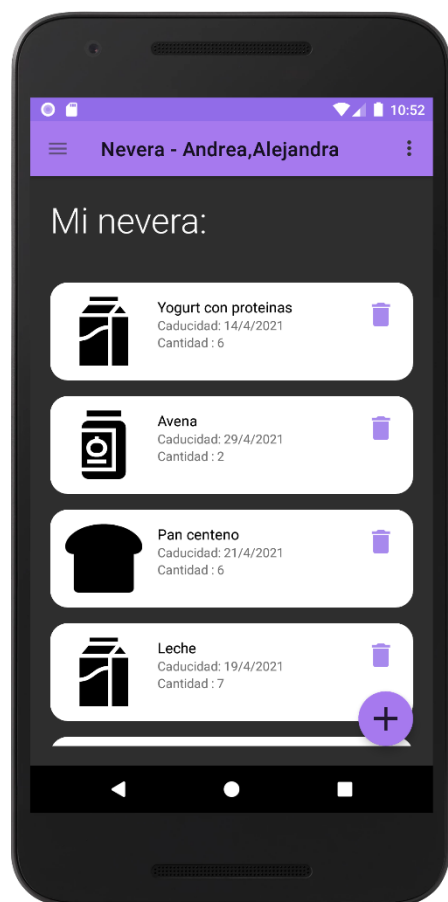 10:52
Nevera - Andrea,Alejandra
Mi nevera:
Yogurt con proteinas
Caducidad: 14/4/2021
Cantidad : 6
Avena
Caducidad: 29/4/2021
Cantidad : 2
Pan centeno
Caducidad: 21/4/2021
Cantidad : 6
Leche
Caducidad: 19/4/2021
Cantidad : 7